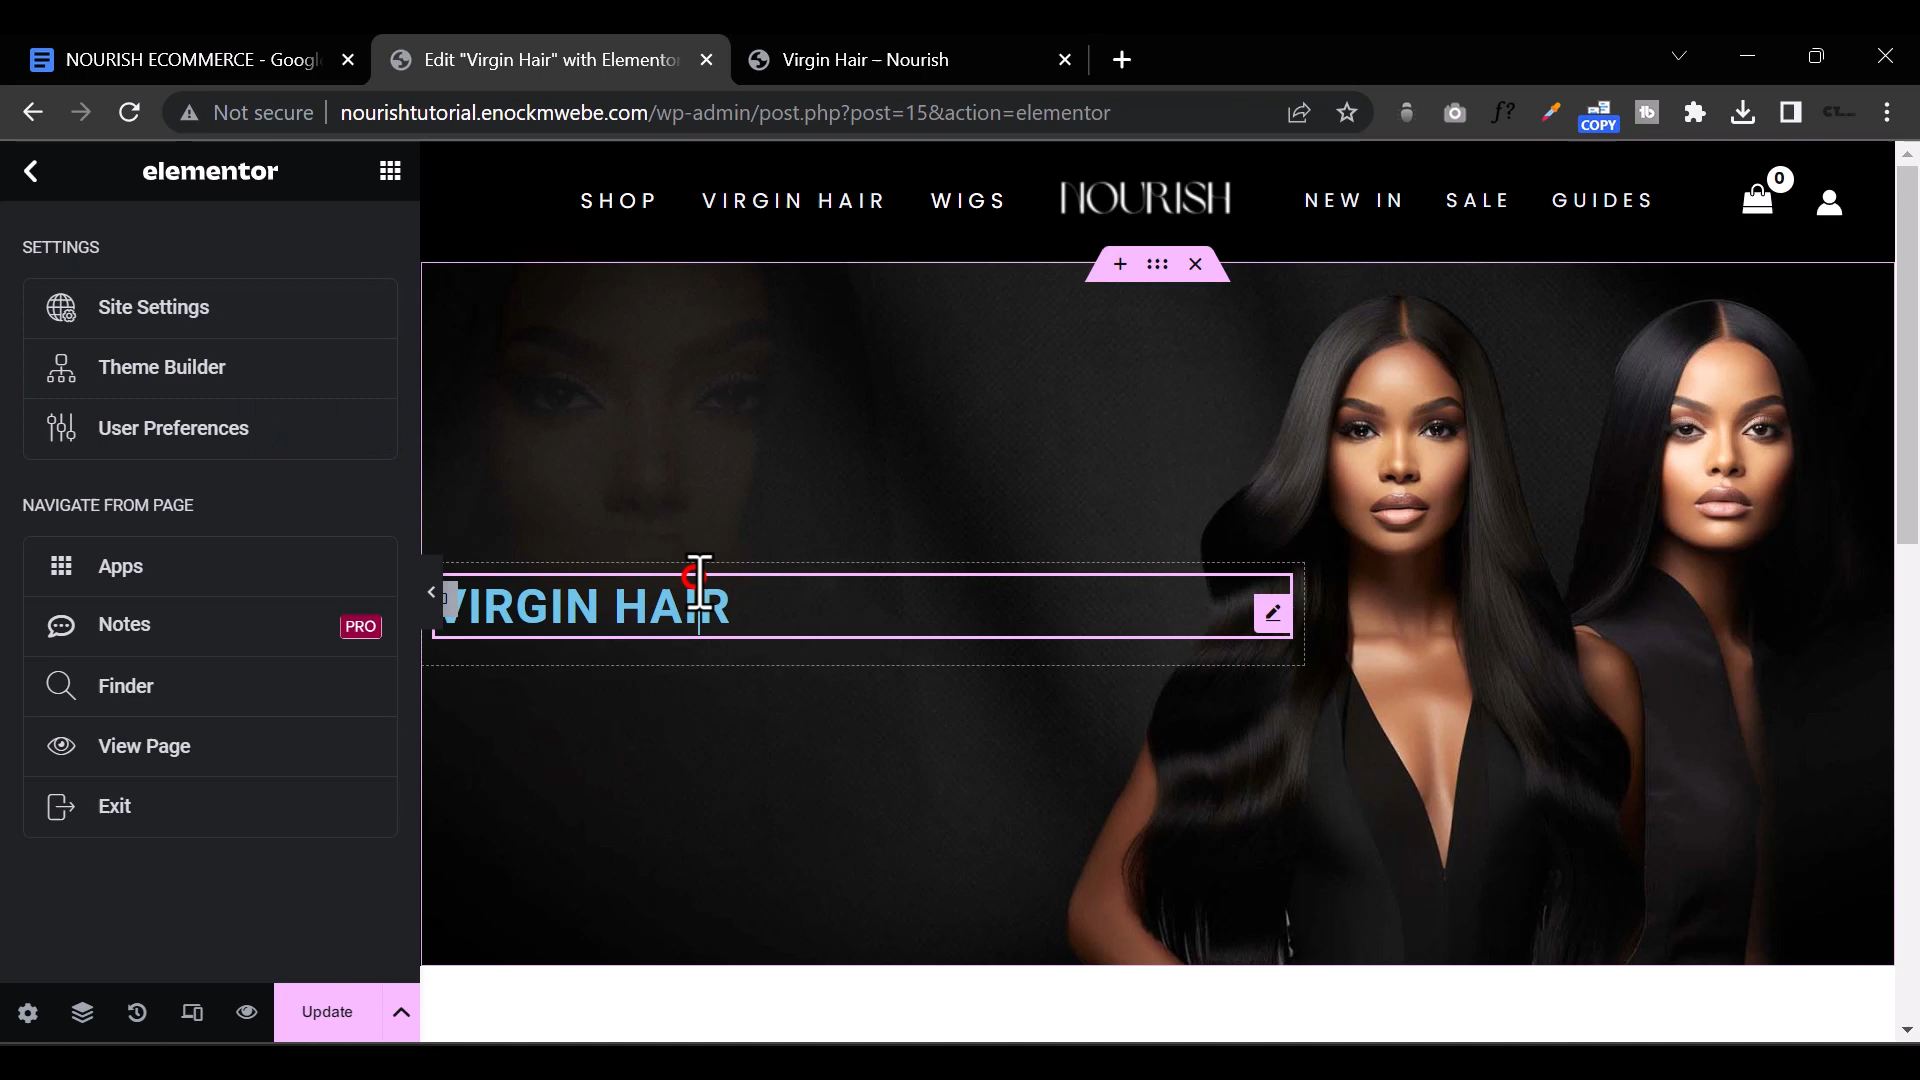 NOURISH ECOMMERCE - Googl
Edit "Virgin Hair" with Elementor
Virgin Hair – Nourish
Not secure
nourishtutorial.enockmwebe.com/wp-admin/post.php?post=15&action=elementor
f?
COPY
tb
elementor
SETTINGS
Site Settings
Theme Builder
User Preferences
NAVIGATE FROM PAGE
Apps
Notes
PRO
Finder
View Page
Exit
Update
SHOP
VIRGIN HAIR
WIGS
NOURISH
NEW IN
SALE
GUIDES
0
VIRGIN HAIR